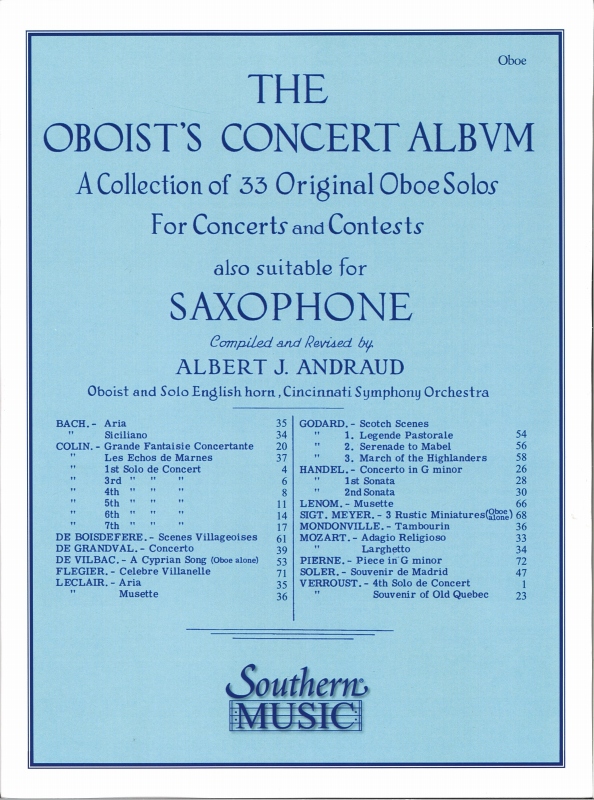 Oboe
THE
OBOIST'S CONCERT ALBVM
A Collection of 33 Original Oboe Solos
For Concerts and Contests
also suitable for
SAXOPHONE
Compiled and Revised by
ALBERT J. ANDRAUD
Oboist and Solo English horn, Cincinnati Symphony Orchestra
BACH.- Aria 35
" Siciliano 34
COLIN.- Grande Fantaisie Concertante 20
" Les Echos de Marnes 37
" 1st Solo de Concert 4
" 3rd " " " 6
" 4th " " " 8
" 5th " " " 11
" 6th " " " 14
" 7th " " " 17
DE BOISDEFERE.- Scenes Villageoises 61
DE GRANDVAL.- Concerto 39
DE VILBAC.- A Cyprian Song (Oboe alone) 53
FLEGIER.- Celebre Villanelle 71
LECLAIR.- Aria 35
" Musette 36
GODARD.- Scotch Scenes
" 1. Legende Pastorale 54
" 2. Serenade to Mabel 56
" 3. March of the Highlanders 58
HANDEL.- Concerto in G minor 26
" 1st Sonata 28
" 2nd Sonata 30
LENOM.- Musette 66
SIGT. MEYER.- 3 Rustic Miniatures (Oboe alone) 68
MONDONVILLE.- Tambourin 36
MOZART.- Adagio Religioso 33
" Larghetto 34
PIERNE.- Piece in G minor 72
SOLER.- Souvenir de Madrid 47
VERROUST.- 4th Solo de Concert 1
" Souvenir of Old Quebec 23
Southern
MUSIC